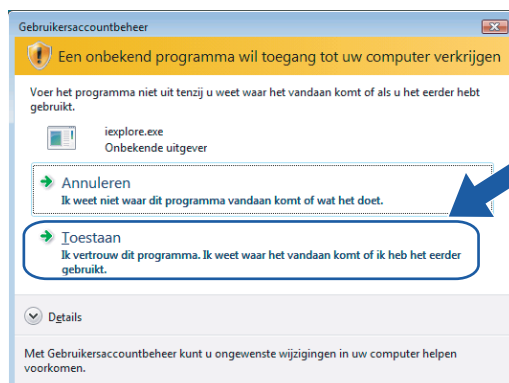 Gebruikersaccountbeheer
Een onbekend programma wil toegang tot uw computer verkrijgen
Voer het programma niet uit tenzij u weet waar het vandaan komt of als u het eerder hebt
gebruikt.
iexplore.exe
Onbekende uitgever
Annuleren
Ik weet niet waar dit programma vandaan komt of wat het doet.
Toestaan
Ik vertrouw dit programma. Ik weet waar het vandaan komt of ik heb het eerder
gebruikt.
Details
Met Gebruikersaccountbeheer kunt u ongewenste wijzigingen in uw computer helpen
voorkomen.